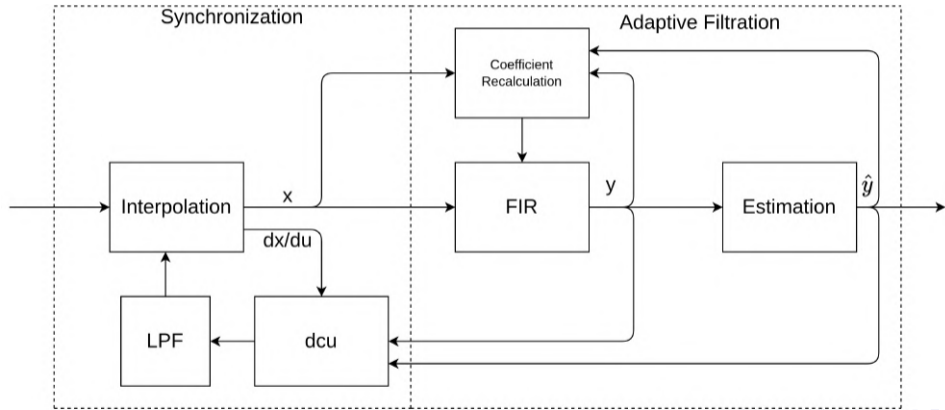 Synchronization
Adaptive Filtration
Coefficient
Recalculation
Interpolation
x
FIR
y
Estimation
ŷ
dx/du
LPF
dcu